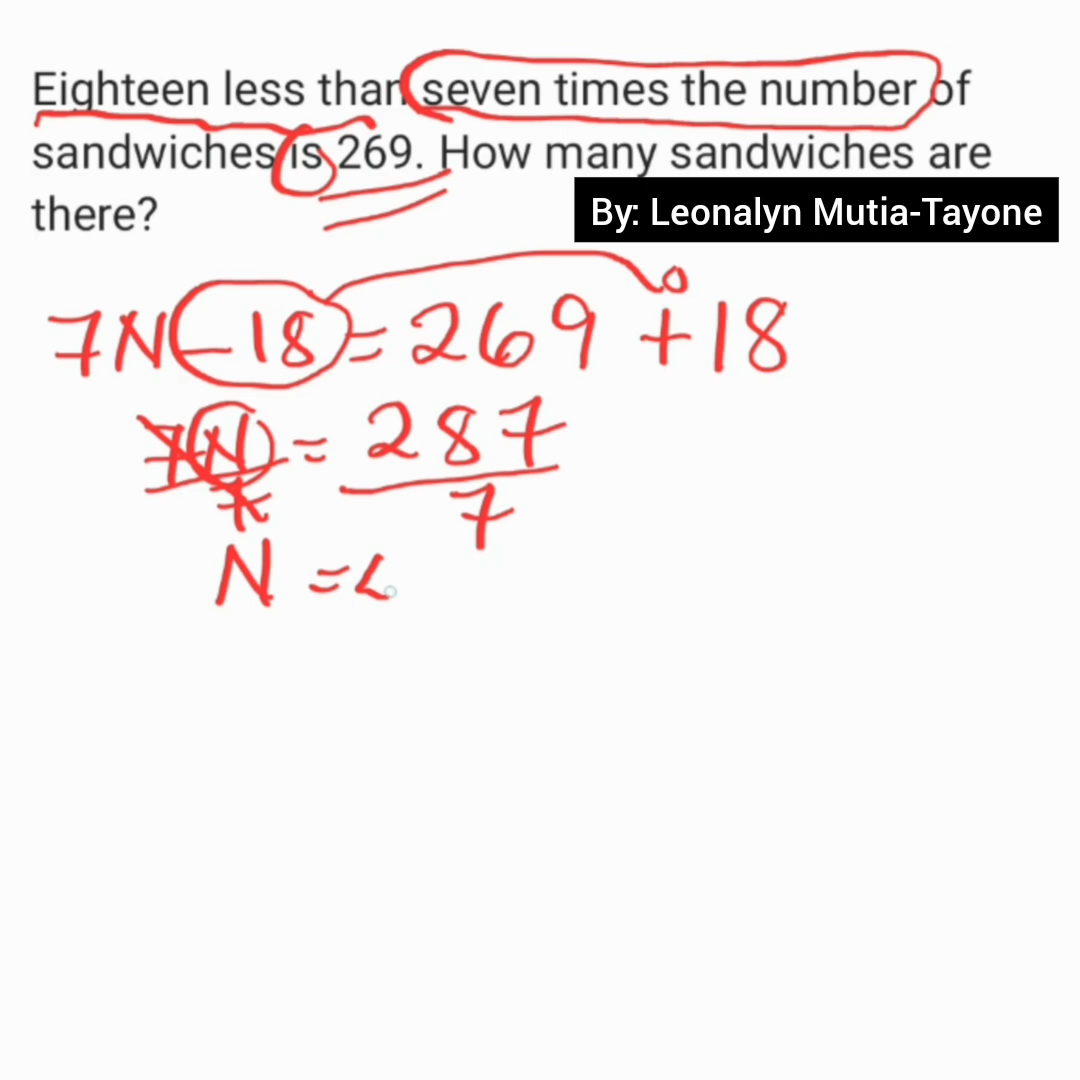 Eighteen less than seven times the number of
sandwiches is 269. How many sandwiches are
there?
By: Leonalyn Mutia-Tayone
7N -18 = 269 +18
7N = 287
7 7
N =